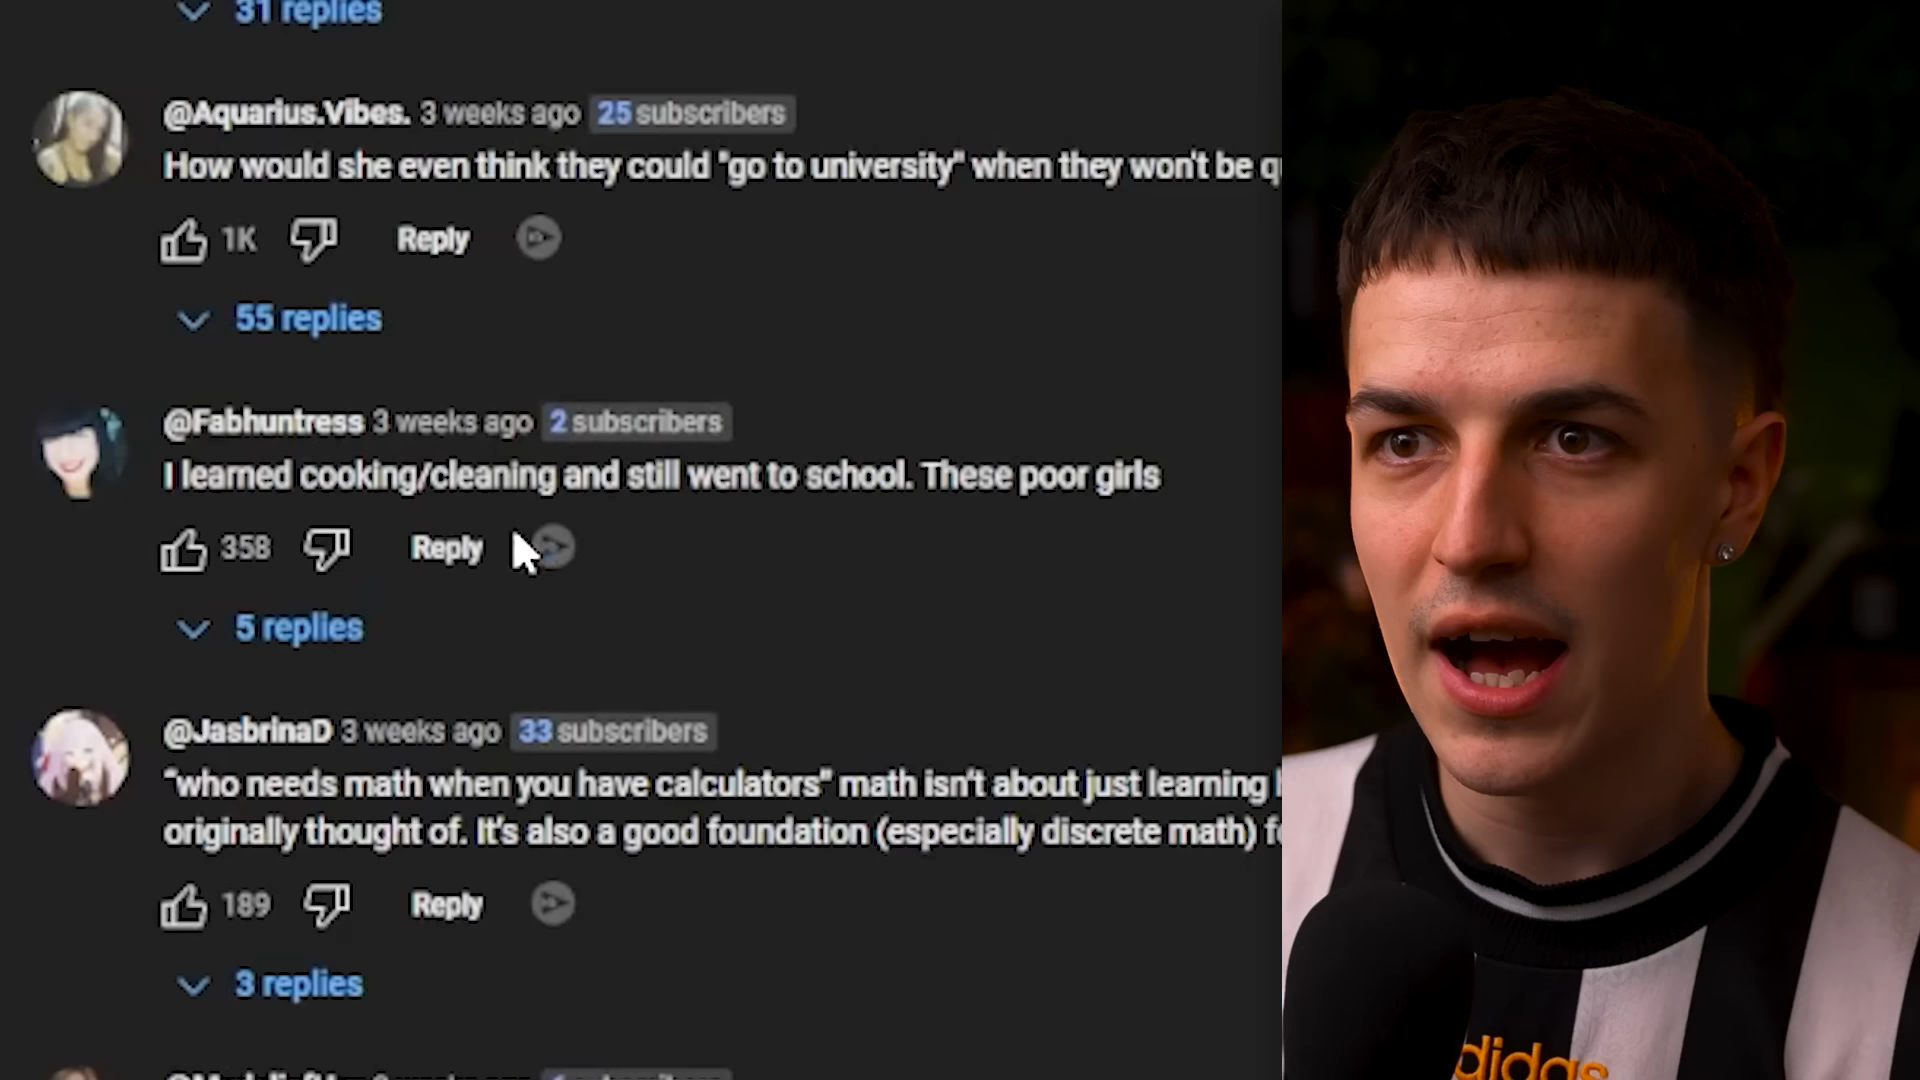 31 replies
@Aquarius.Vibes. 3 weeks ago 25 subscribers
How would she even think they could "go to university" when they won't be
1K Reply
55 replies
@Fabhuntress 3 weeks ago 2 subscribers
I learned cooking/cleaning and still went to school. These poor girls
358 Reply
5 replies
@JasbrinaD 3 weeks ago 33 subscribers
"who needs math when you have calculators" math isn't about just learning
originally thought of. It's also a good foundation (especially discrete math)
189 Reply
3 replies
adidas